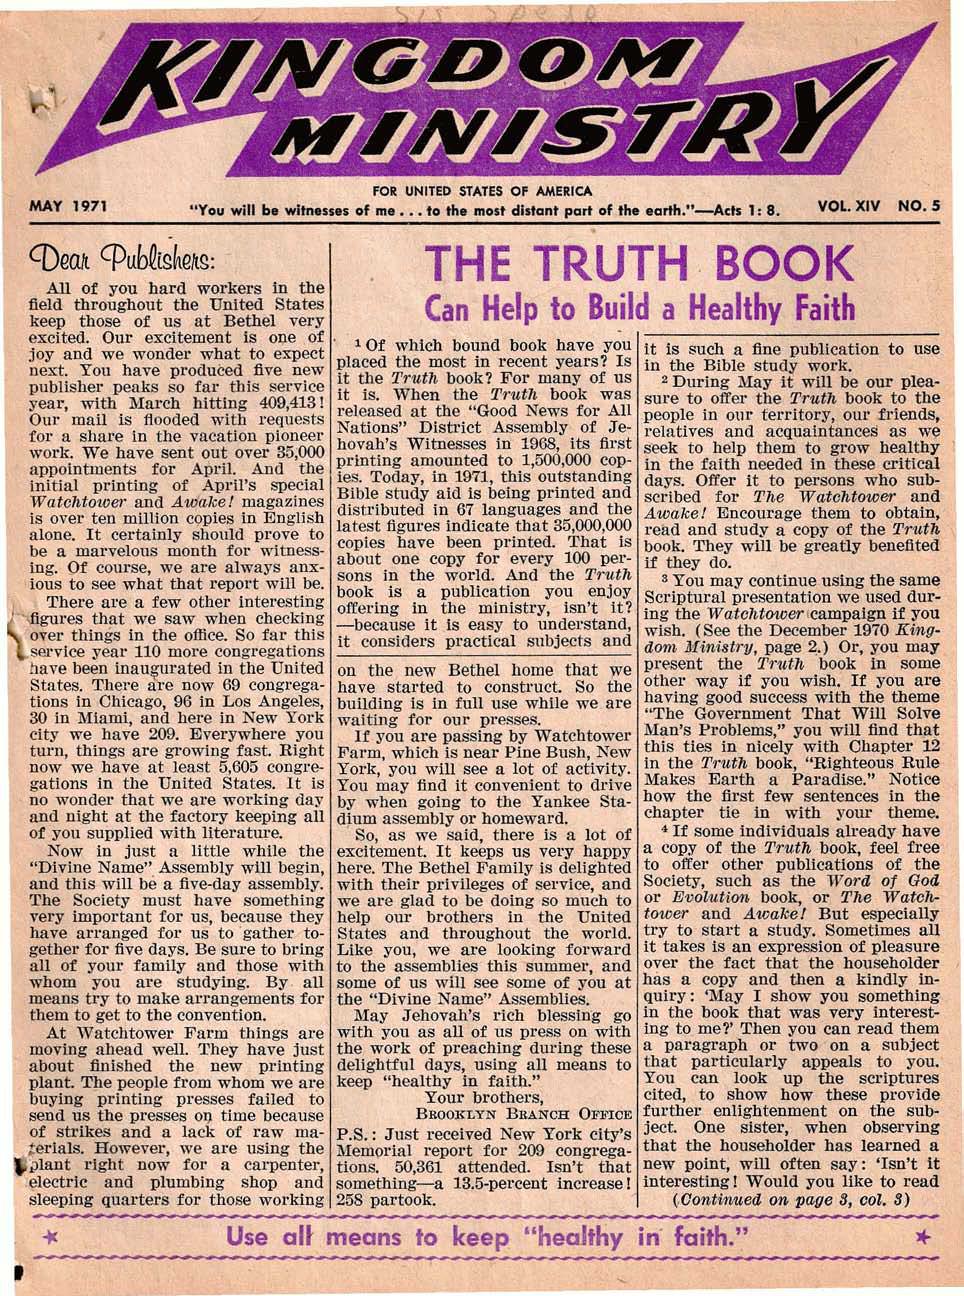 Sis Spese
KINGDOM
MINISTRY
FOR UNITED STATES OF AMERICA
MAY 1971
"You will be witnesses of me . . . to the most distant part of the earth."—Acts 1: 8.
VOL. XIV NO. 5
Dear Publishers:
All of you hard workers in the
field throughout the United States
keep those of us at Bethel very
excited. Our excitement is one of
joy and we wonder what to expect
next. You have produced five new
publisher peaks so far this service
year, with March hitting 409,413!
Our mail is flooded with requests
for a share in the vacation pioneer
work. We have sent out over 35,000
appointments for April. And the
initial printing of April's special
Watchtower and Awake! magazines
is over ten million copies in English
alone. It certainly should prove to
be a marvelous month for witness-
ing. Of course, we are always anx-
ious to see what that report will be.
There are a few other interesting
figures that we saw when checking
over things in the office. So far this
service year 110 more congregations
have been inaugurated in the United
States. There are now 69 congrega-
tions in Chicago, 96 in Los Angeles,
30 in Miami, and here in New York
city we have 209. Everywhere you
turn, things are growing fast. Right
now we have at least 5,605 congre-
gations in the United States. It is
no wonder that we are working day
and night at the factory keeping all
of you supplied with literature.
Now in just a little while the
"Divine Name" Assembly will begin,
and this will be a five-day assembly.
The Society must have something
very important for us, because they
have arranged for us to gather to-
gether for five days. Be sure to bring
all of your family and those with
whom you are studying. By all
means try to make arrangements for
them to get to the convention.
At Watchtower Farm things are
moving ahead well. They have just
about finished the new printing
plant. The people from whom we are
buying printing presses failed to
send us the presses on time because
of strikes and a lack of raw ma-
terials. However, we are using the
plant right now for a carpenter,
electric and plumbing shop and
sleeping quarters for those working
on the new Bethel home that we
have started to construct. So the
building is in full use while we are
waiting for our presses.
If you are passing by Watchtower
Farm, which is near Pine Bush, New
York, you will see a lot of activity.
You may find it convenient to drive
by when going to the Yankee Sta-
dium assembly or homeward.
So, as we said, there is a lot of
excitement. It keeps us very happy
here. The Bethel Family is delighted
with their privileges of service, and
we are glad to be doing so much to
help our brothers in the United
States and throughout the world.
Like you, we are looking forward
to the assemblies this summer, and
some of us will see some of you at
the "Divine Name" Assemblies.
May Jehovah's rich blessing go
with you as all of us press on with
the work of preaching during these
delightful days, using all means to
keep "healthy in faith."
Your brothers,
BROOKLYN BRANCH OFFICE
P.S.: Just received New York city's
Memorial report for 209 congrega-
tions. 50,361 attended. Isn't that
something—a 13.5-percent increase!
258 partook.
THE TRUTH BOOK
Can Help to Build a Healthy Faith
1 Of which bound book have you
placed the most in recent years? Is
it the Truth book? For many of us
it is. When the Truth book was
released at the "Good News for All
Nations" District Assembly of Je-
hovah's Witnesses in 1968, its first
printing amounted to 1,500,000 cop-
ies. Today, in 1971, this outstanding
Bible study aid is being printed and
distributed in 67 languages and the
latest figures indicate that 35,000,000
copies have been printed. That is
about one copy for every 100 per-
sons in the world. And the Truth
book is a publication you enjoy
offering in the ministry, isn't it?
—because it is easy to understand,
it considers practical subjects and
it is such a fine publication to use
in the Bible study work.
2 During May it will be our plea-
sure to offer the Truth book to the
people in our territory, our friends,
relatives and acquaintances as we
seek to help them to grow healthy
in the faith needed in these critical
days. Offer it to persons who sub-
scribed for The Watchtower and
Awake! Encourage them to obtain,
read and study a copy of the Truth
book. They will be greatly benefited
if they do.
3 You may continue using the same
Scriptural presentation we used dur-
ing the Watchtower campaign if you
wish. (See the December 1970 King-
dom Ministry, page 2.) Or, you may
present the Truth book in some
other way if you wish. If you are
having good success with the theme
"The Government That Will Solve
Man's Problems," you will find that
this ties in nicely with Chapter 12
in the Truth book, "Righteous Rule
Makes Earth a Paradise." Notice
how the first few sentences in the
chapter tie in with your theme.
4 If some individuals already have
a copy of the Truth book, feel free
to offer other publications of the
Society, such as the Word of God
or Evolution book, or The Watch-
tower and Awake! But especially
try to start a study. Sometimes all
it takes is an expression of pleasure
over the fact that the householder
has a copy and then a kindly in-
quiry: 'May I show you something
in the book that was very interest-
ing to me?' Then you can read them
a paragraph or two on a subject
that particularly appeals to you.
You can look up the scriptures
cited, to show how these provide
further enlightenment on the sub-
ject. One sister, when observing
that the householder has learned a
new point, will often say: 'Isn't it
interesting! Would you like to read
(Continued on page 3, col. 3)
Use all means to keep "healthy in faith."